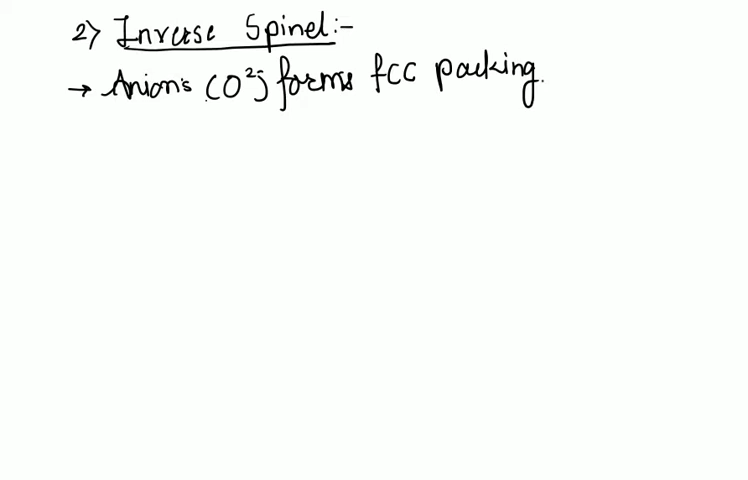 2) Inverse Spinel:-
→ Anion's (O²⁻) forms fcc packing.